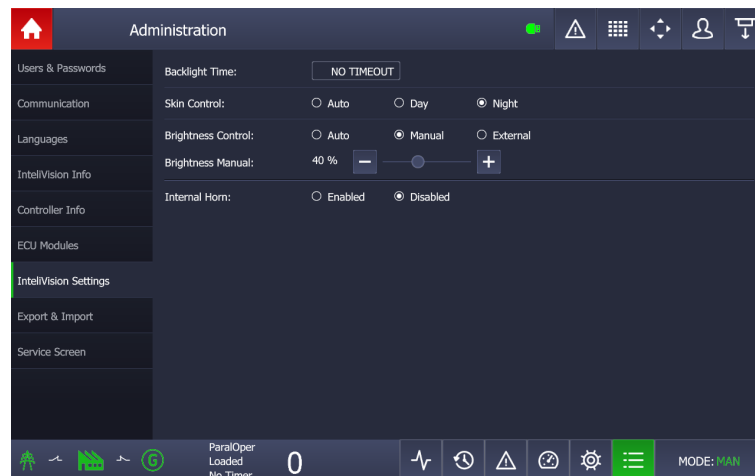 Administration
Users & Passwords
Communication
Languages
InteliVision Info
Controller Info
ECU Modules
InteliVision Settings
Export & Import
Service Screen
Backlight Time: NO TIMEOUT
Skin Control: Auto Day Night
Brightness Control: Auto Manual External
Brightness Manual: 40 %
Internal Horn: Enabled Disabled
G
ParalOper
Loaded
No Timer
0
MODE: MAN